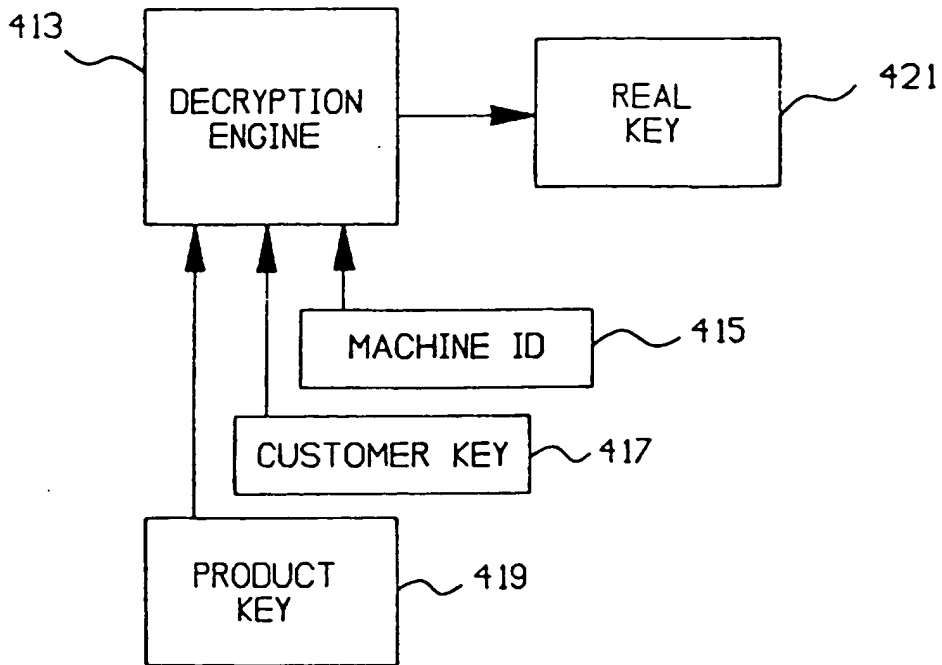 413
DECRYPTION
ENGINE
REAL
KEY
421
MACHINE ID
415
CUSTOMER KEY
417
PRODUCT
KEY
419